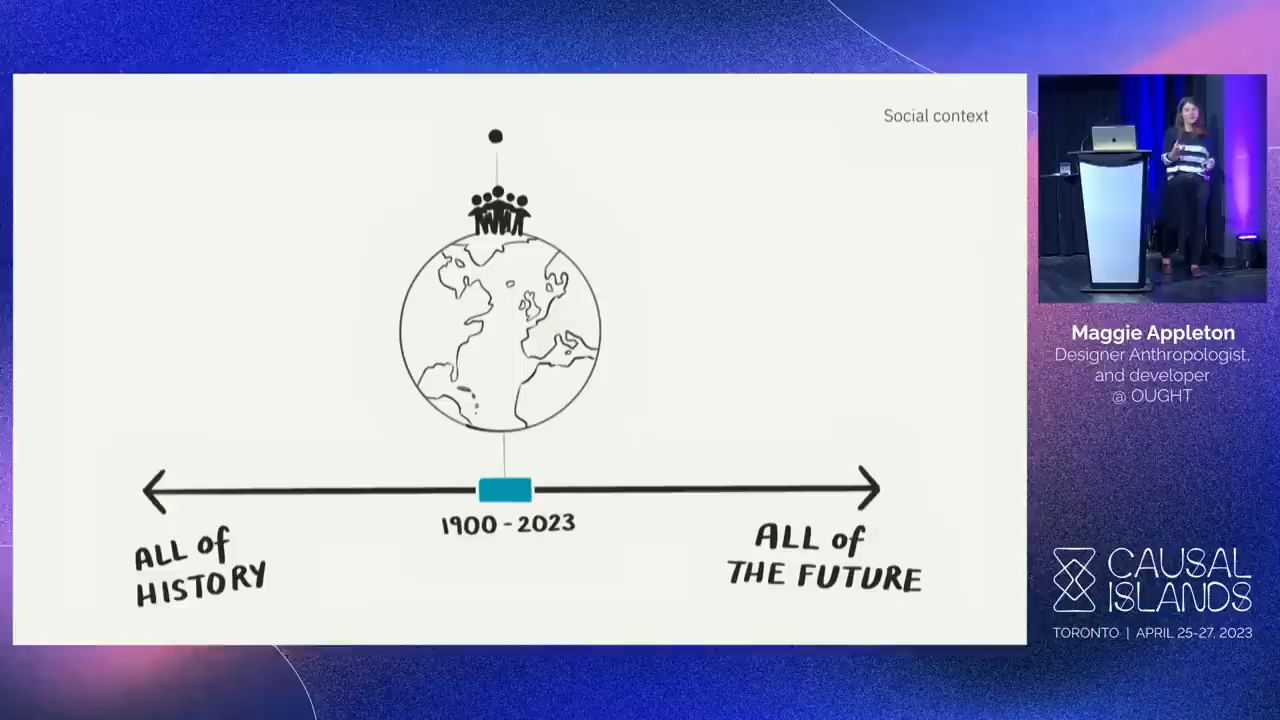 Social context
1900 - 2023
ALL of
HISTORY
ALL of
THE FUTURE
Maggie Appleton
Designer Anthropologist,
and developer
@ OUGHT
CAUSAL
ISLANDS
TORONTO | APRIL 25-27, 2023